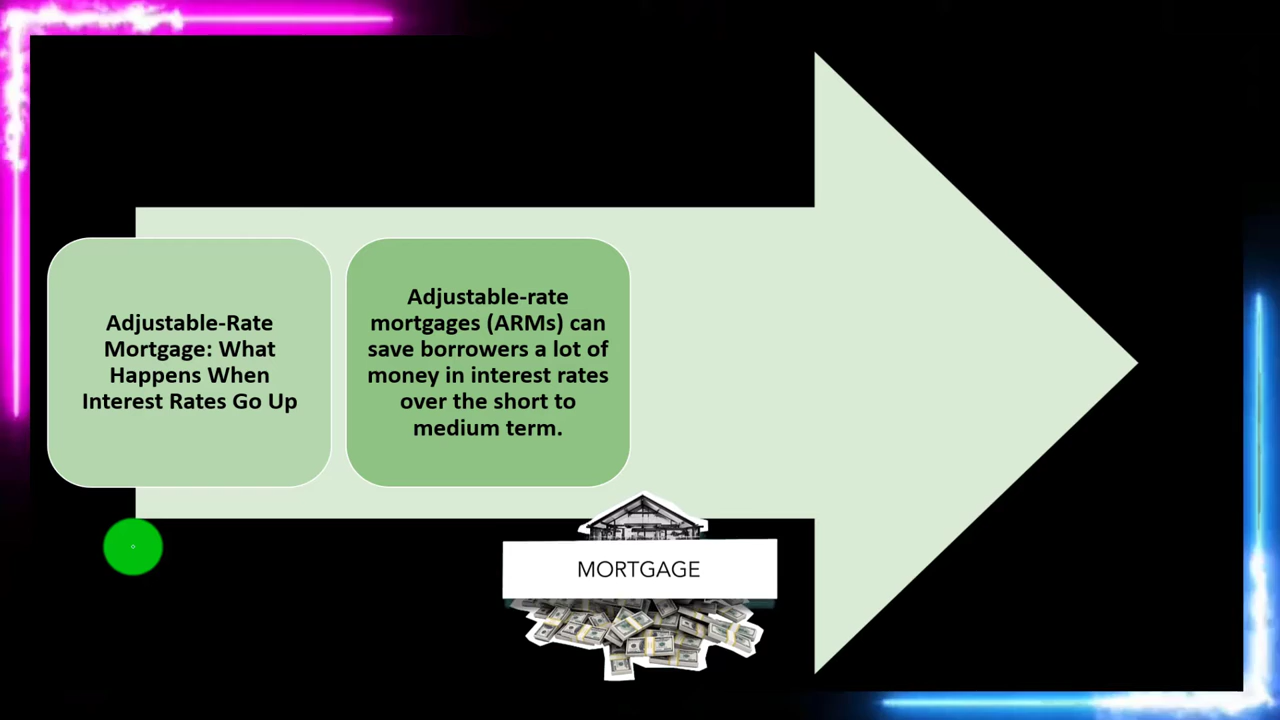 Adjustable-Rate
Mortgage: What
Happens When
Interest Rates Go Up
Adjustable-rate
mortgages (ARMs) can
save borrowers a lot of
money in interest rates
over the short to
medium term.
MORTGAGE